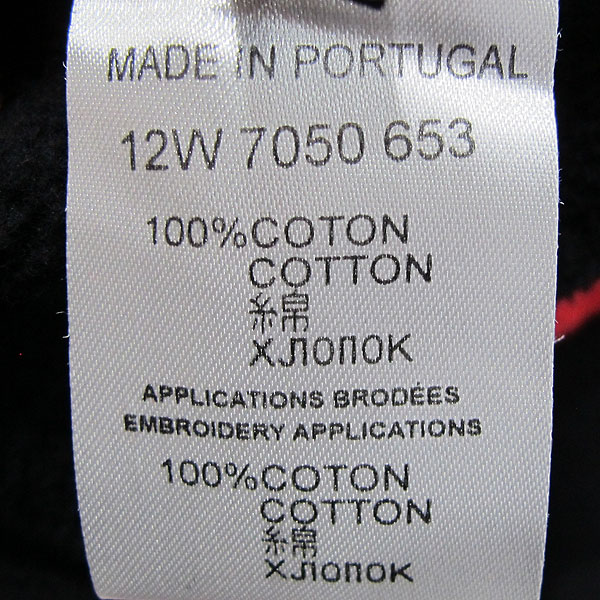 MADE IN PORTUGAL
12W 7050 653
100%COTON
COTTON
綿
ХЛОПОК
APPLICATIONS BRODÉES
EMBROIDERY APPLICATIONS
100%COTON
COTTON
綿
ХЛОПОК